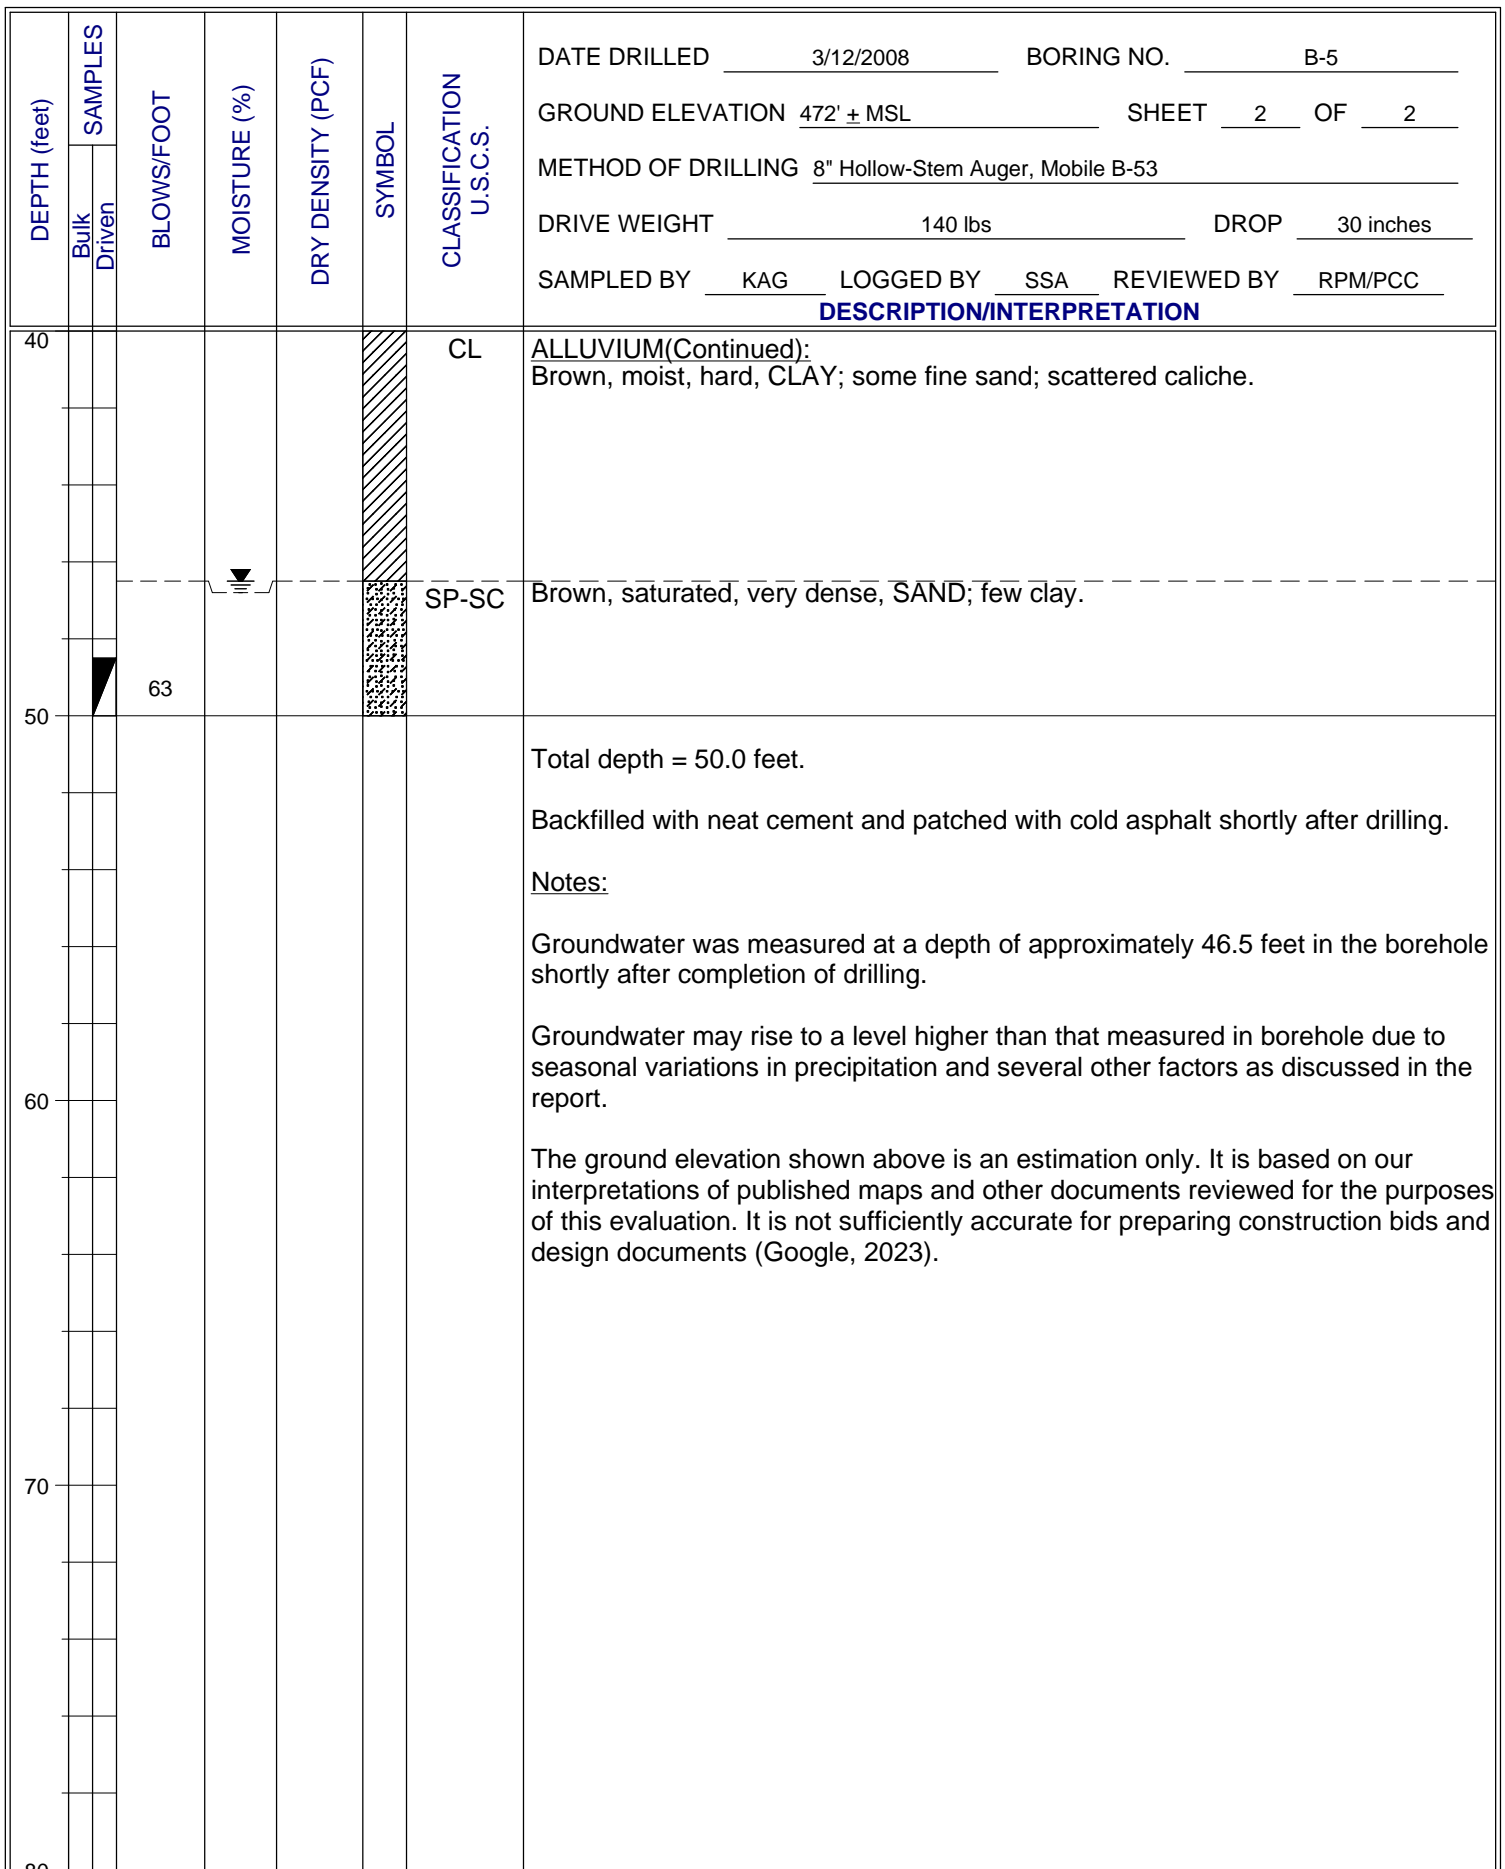 DEPTH (feet)
SAMPLES
Bulk
Driven
BLOWS/FOOT
MOISTURE (%)
DRY DENSITY (PCF)
SYMBOL
CLASSIFICATION
U.S.C.S.
DATE DRILLED 3/12/2008 BORING NO. B-5
GROUND ELEVATION 472' ± MSL SHEET 2 OF 2
METHOD OF DRILLING 8" Hollow-Stem Auger, Mobile B-53
DRIVE WEIGHT 140 lbs DROP 30 inches
SAMPLED BY KAG LOGGED BY SSA REVIEWED BY RPM/PCC
DESCRIPTION/INTERPRETATION
40 CL ALLUVIUM(Continued):
Brown, moist, hard, CLAY; some fine sand; scattered caliche.
SP-SC Brown, saturated, very dense, SAND; few clay.
63
50
Total depth = 50.0 feet.
Backfilled with neat cement and patched with cold asphalt shortly after drilling.
Notes:
Groundwater was measured at a depth of approximately 46.5 feet in the borehole
shortly after completion of drilling.
Groundwater may rise to a level higher than that measured in borehole due to
seasonal variations in precipitation and several other factors as discussed in the
60 report.
The ground elevation shown above is an estimation only. It is based on our
interpretations of published maps and other documents reviewed for the purposes
of this evaluation. It is not sufficiently accurate for preparing construction bids and
design documents (Google, 2023).
70
80